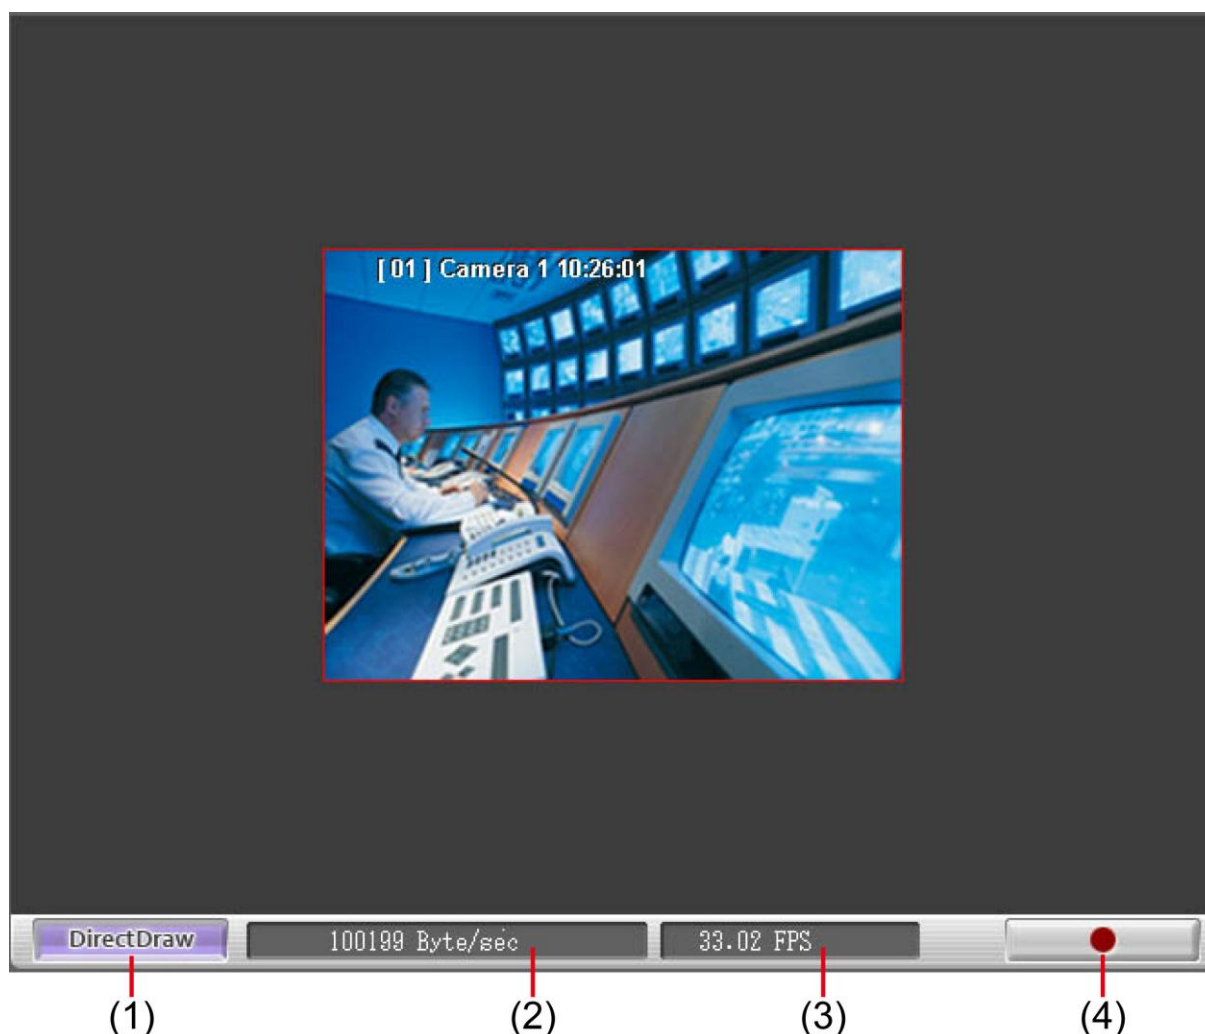 [ 01 ] Camera 1 10:26:01
DirectDraw
100199 Byte/sec
33.02 FPS
(1)
(2)
(3)
(4)